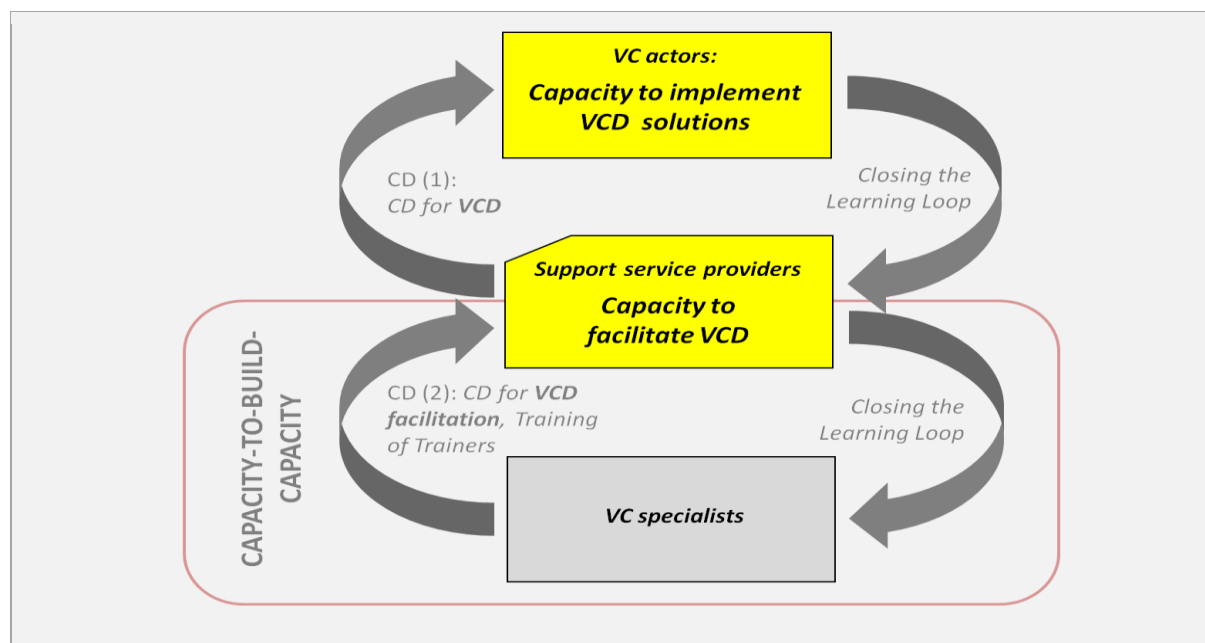 VC actors:
Capacity to implement
VCD solutions
CD (1):
CD for VCD
Closing the
Learning Loop
Support service providers
Capacity to
facilitate VCD
CAPACITY-TO-BUILD-
CAPACITY
CD (2): CD for VCD
facilitation, Training
of Trainers
Closing the
Learning Loop
VC specialists